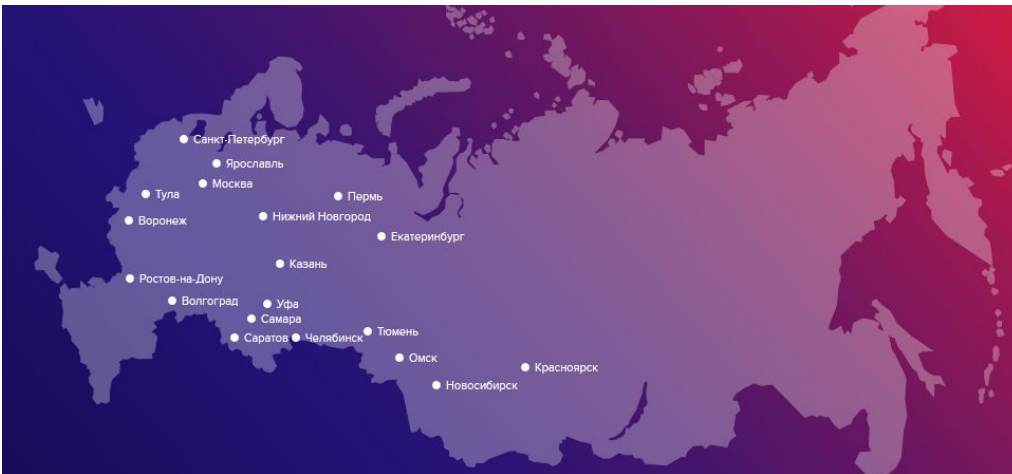 Санкт-Петербург
Ярославль
Москва
Тула
Пермь
Нижний Новгород
Воронеж
Екатеринбург
Казань
Ростов-на-Дону
Волгоград
Уфа
Самара
Тюмень
Саратов
Челябинск
Омск
Красноярск
Новосибирск